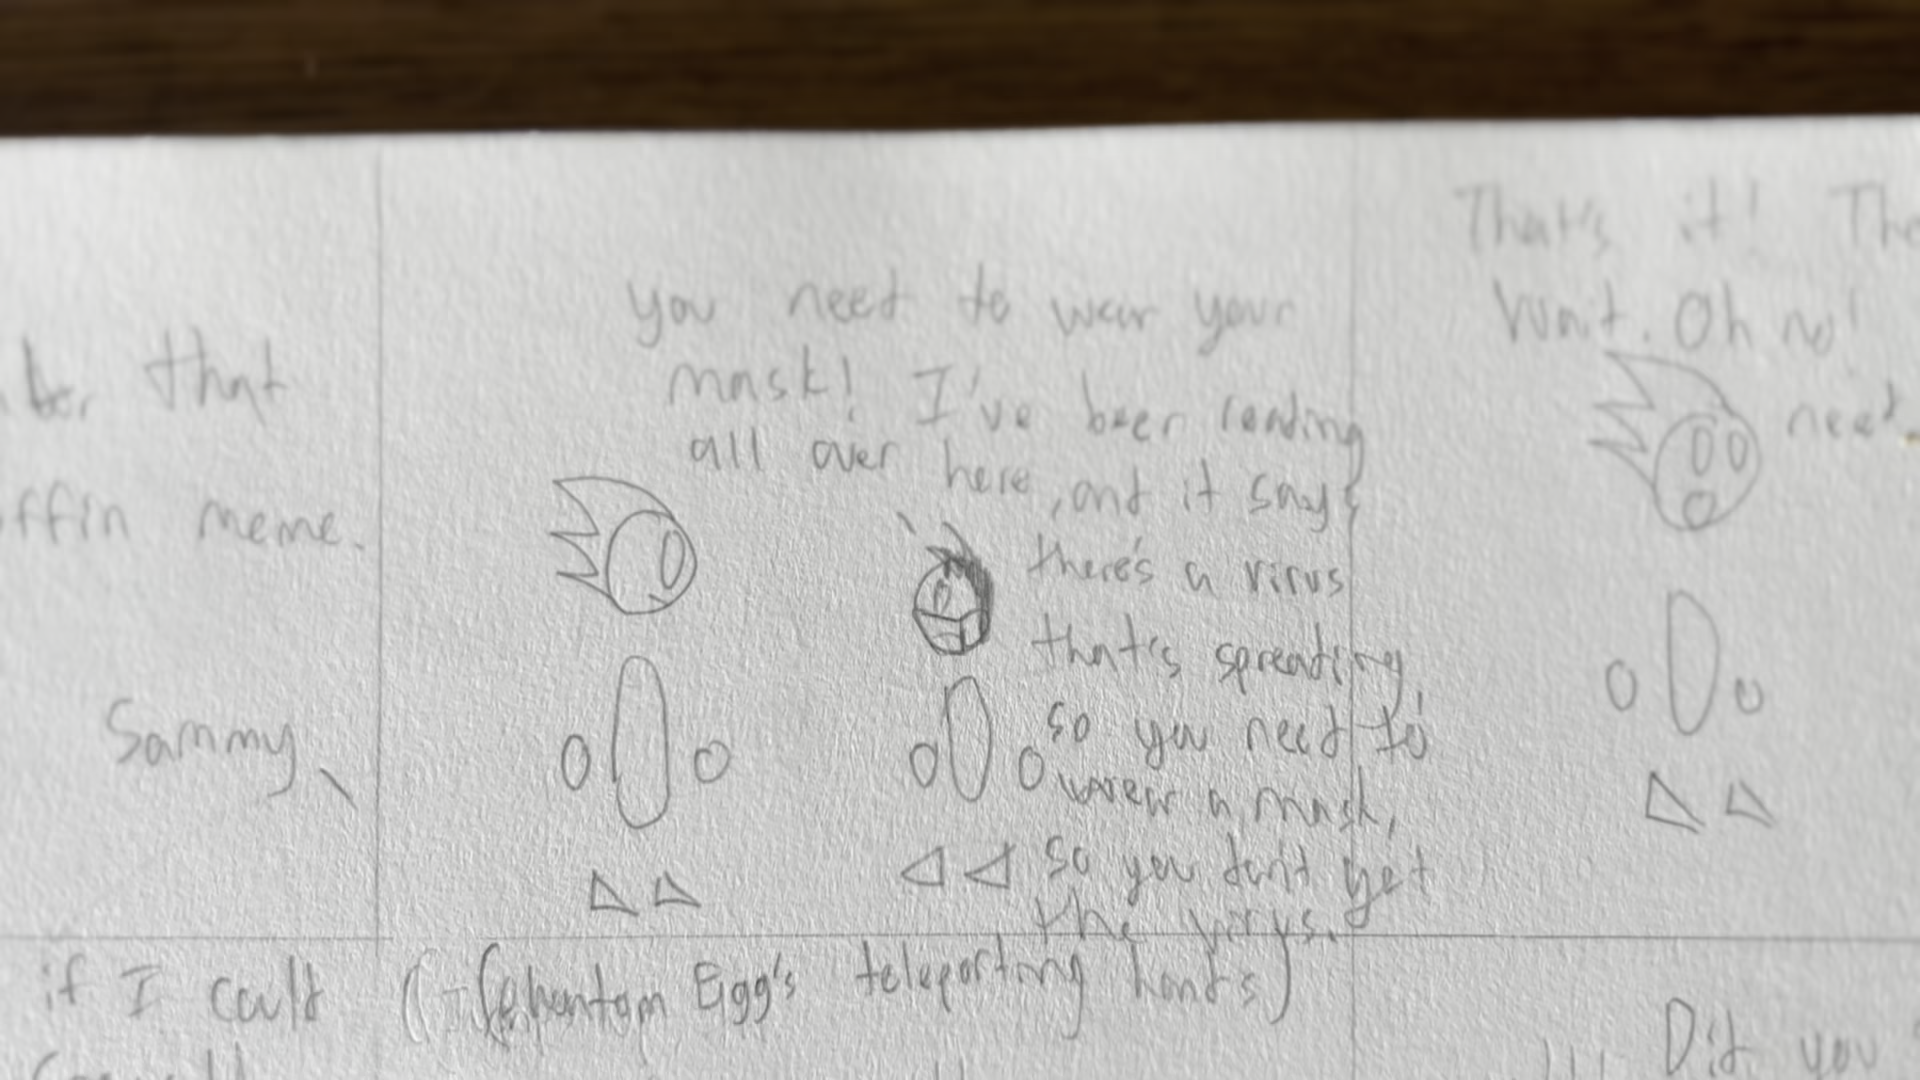 that
meme.
Sammy
you need to wear your
mask! I've been reading
all over here, and it says
there's a virus
that's spreading,
so you need to
wear a mask,
so you don't get
the virus.
That's it! The
Wait. Oh no!
need
if I could
(Phantom Egg's teleporting hands)
Did you